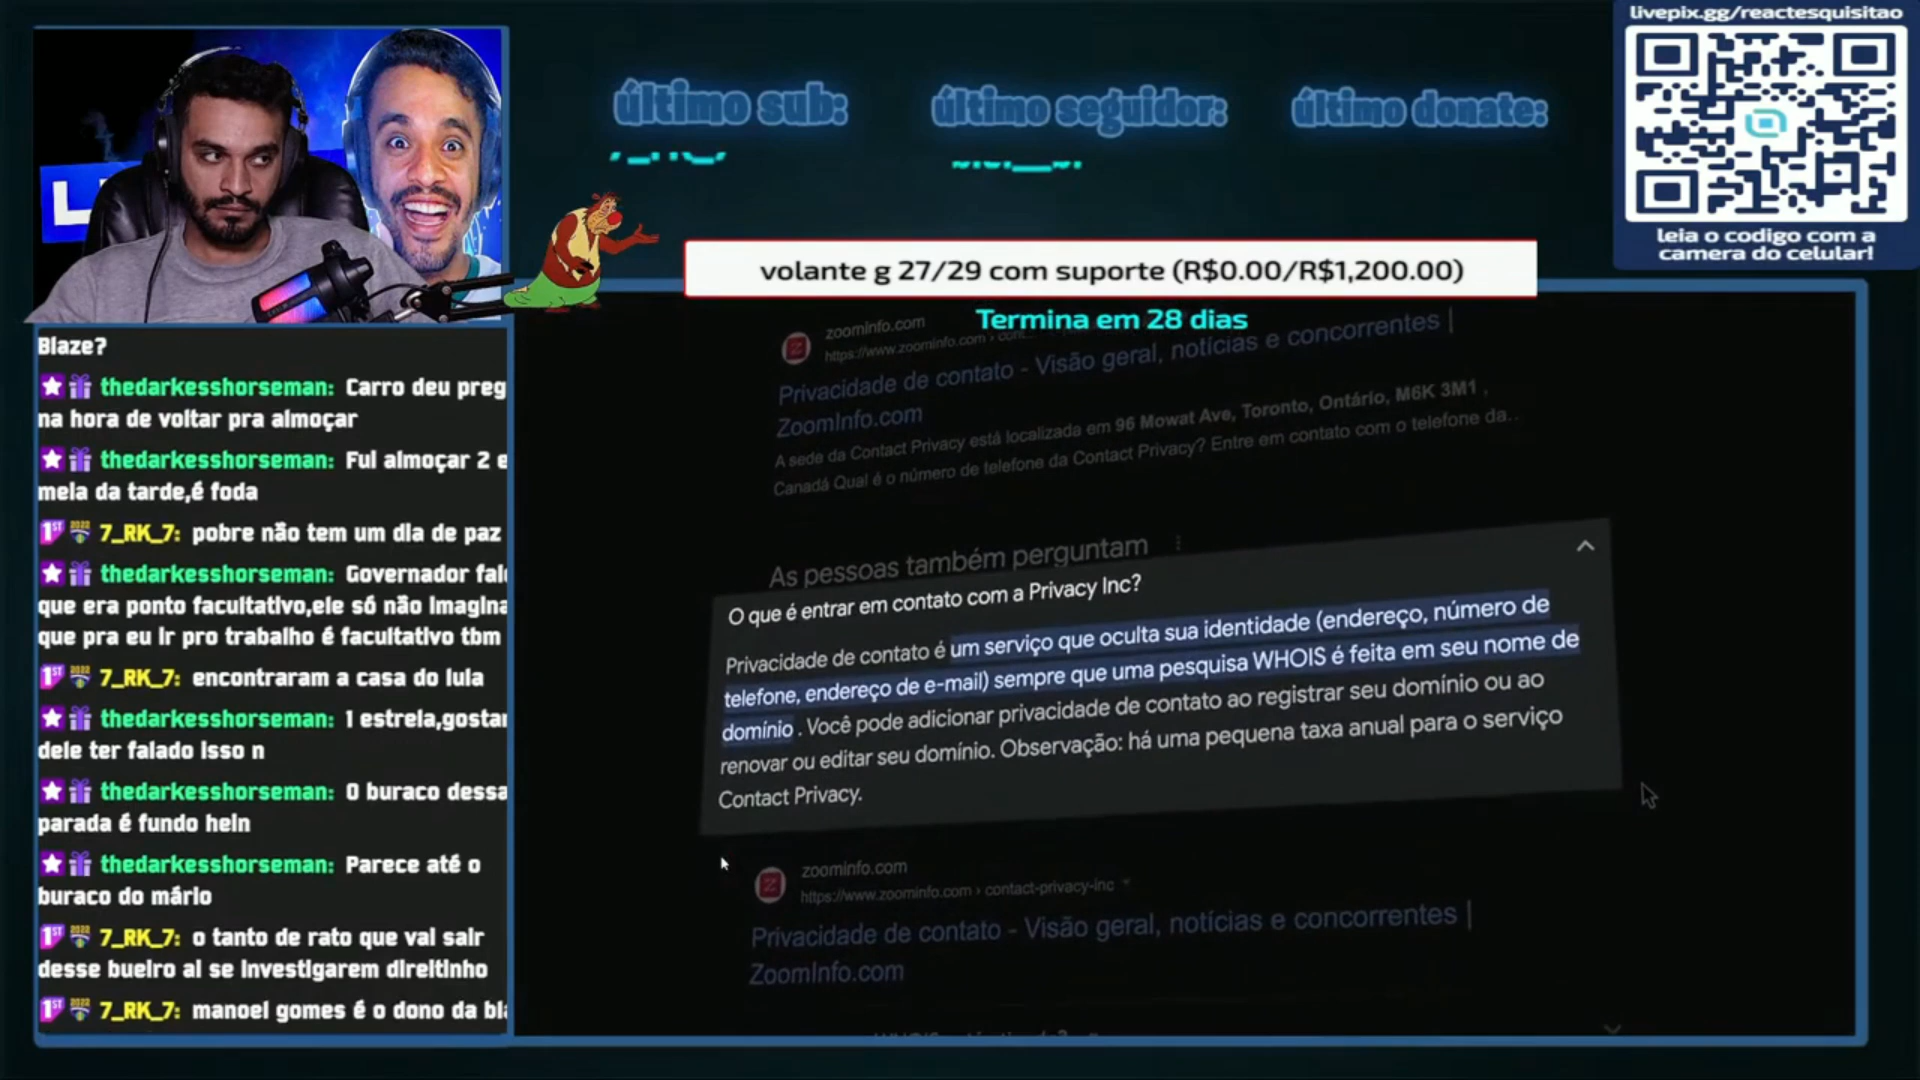 livepix.gg/reactesquisitao
último sub:
último seguidor:
último donate:
leia o codigo com a
camera do celular!
volante g 27/29 com suporte (R$0.00/R$1,200.00)
Termina em 28 dias
Blaze?
thedarkesshorseman: Carro deu preg
na hora de voltar pra almoçar
thedarkesshorseman: Fui almoçar 2 e
meia da tarde,é foda
7_RK_7: pobre não tem um dia de paz
thedarkesshorseman: Governador fal
que era ponto facultativo,ele só não imagina
que pra eu ir pro trabalho é facultativo tbm
7_RK_7: encontraram a casa do lula
thedarkesshorseman: 1 estrela,gosta
dele ter falado isso n
thedarkesshorseman: O buraco dessa
parada é fundo hein
thedarkesshorseman: Parece até o
buraco do mário
7_RK_7: o tanto de rato que vai sair
desse bueiro ai se investigarem direitinho
7_RK_7: manoel gomes é o dono da bla
zoominfo.com
https://www.zoominfo.com › cont...
Privacidade de contato - Visão geral, notícias e concorrentes |
ZoomInfo.com
A sede da Contact Privacy está localizada em 96 Mowat Ave, Toronto, Ontário, M6K 3M1 ,
Canadá Qual é o número de telefone da Contact Privacy? Entre em contato com o telefone da..
As pessoas também perguntam
O que é entrar em contato com a Privacy Inc?
Privacidade de contato é um serviço que oculta sua identidade (endereço, número de
telefone, endereço de e-mail) sempre que uma pesquisa WHOIS é feita em seu nome de
domínio . Você pode adicionar privacidade de contato ao registrar seu domínio ou ao
renovar ou editar seu domínio. Observação: há uma pequena taxa anual para o serviço
Contact Privacy.
zoominfo.com
https://www.zoominfo.com › contact-privacy-inc
Privacidade de contato - Visão geral, notícias e concorrentes |
ZoomInfo.com